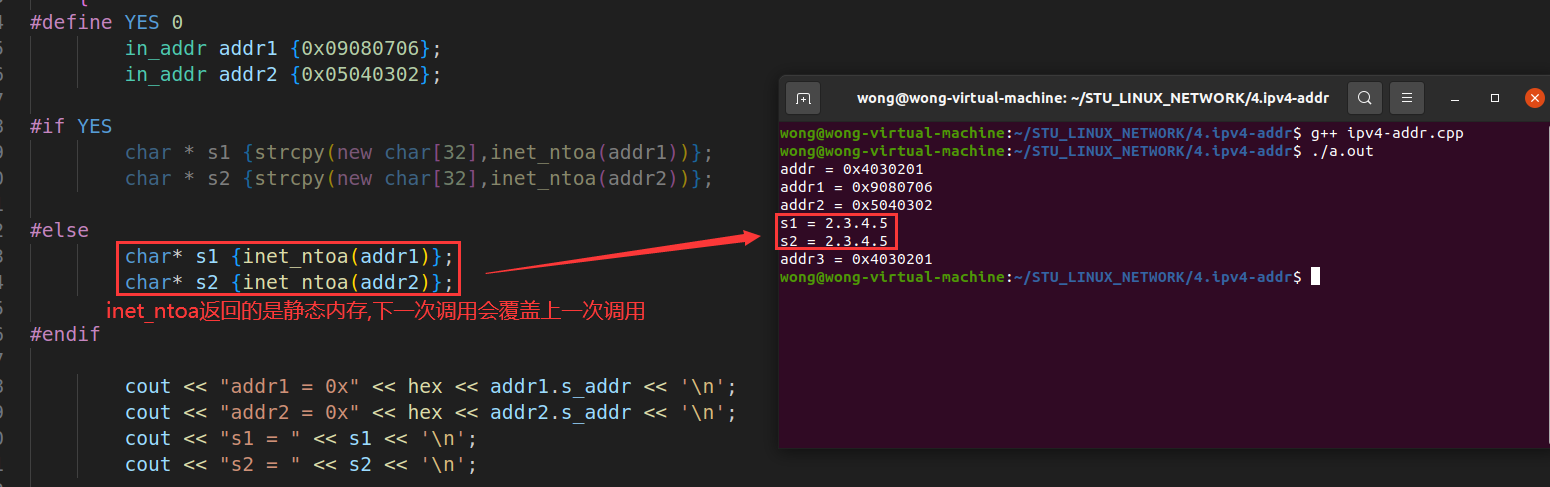 #define YES 0
in_addr addr1 {0x09080706};
in_addr addr2 {0x05040302};
#if YES
char * s1 {strcpy(new char[32],inet_ntoa(addr1))};
char * s2 {strcpy(new char[32],inet_ntoa(addr2))};
#else
char* s1 {inet_ntoa(addr1)};
char* s2 {inet_ntoa(addr2)};
inet_ntoa返回的是静态内存,下一次调用会覆盖上一次调用
#endif
cout << "addr1 = 0x" << hex << addr1.s_addr << '\n';
cout << "addr2 = 0x" << hex << addr2.s_addr << '\n';
cout << "s1 = " << s1 << '\n';
cout << "s2 = " << s2 << '\n';
wong@wong-virtual-machine: ~/STU_LINUX_NETWORK/4.ipv4-addr
wong@wong-virtual-machine:~/STU_LINUX_NETWORK/4.ipv4-addr$ g++ ipv4-addr.cpp
wong@wong-virtual-machine:~/STU_LINUX_NETWORK/4.ipv4-addr$ ./a.out
addr = 0x4030201
addr1 = 0x9080706
addr2 = 0x5040302
s1 = 2.3.4.5
s2 = 2.3.4.5
addr3 = 0x4030201
wong@wong-virtual-machine:~/STU_LINUX_NETWORK/4.ipv4-addr$